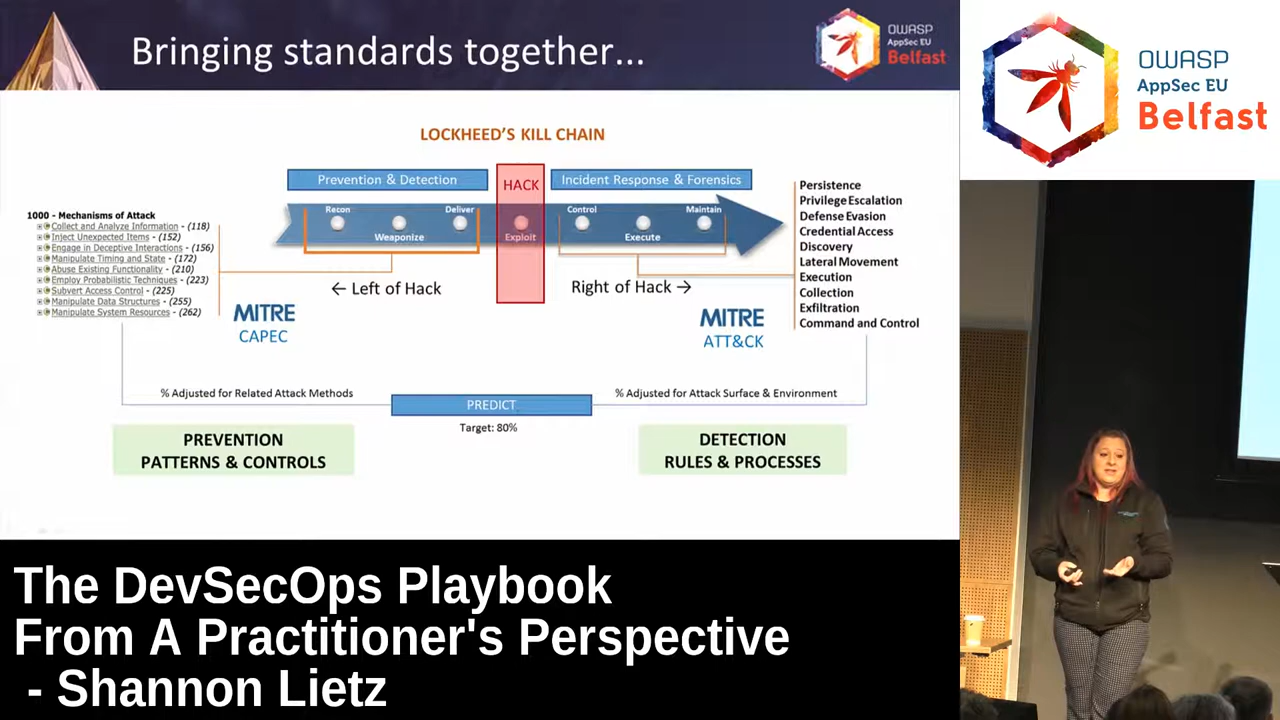 Bringing standards together...
OWASP
AppSec EU
Belfast
OWASP
AppSec EU
Belfast
LOCKHEED'S KILL CHAIN
Prevention & Detection
HACK
Incident Response & Forensics
Recon
Deliver
Control
Maintain
Weaponize
Exploit
Execute
← Left of Hack
Right of Hack →
1000 - Mechanisms of Attack
Collect and Analyze Information - (118)
Inject Unexpected Items - (152)
Engage in Deceptive Interactions - (156)
Manipulate Timing and State - (172)
Abuse Existing Functionality - (210)
Employ Probabilistic Techniques - (223)
Subvert Access Control - (225)
Manipulate Data Structures - (255)
Manipulate System Resources - (262)
MITRE
CAPEC
Persistence
Privilege Escalation
Defense Evasion
Credential Access
Discovery
Lateral Movement
Execution
Collection
Exfiltration
Command and Control
MITRE
ATT&CK
% Adjusted for Related Attack Methods
% Adjusted for Attack Surface & Environment
PREDICT
Target: 80%
PREVENTION
PATTERNS & CONTROLS
DETECTION
RULES & PROCESSES
The DevSecOps Playbook
From A Practitioner's Perspective
- Shannon Lietz